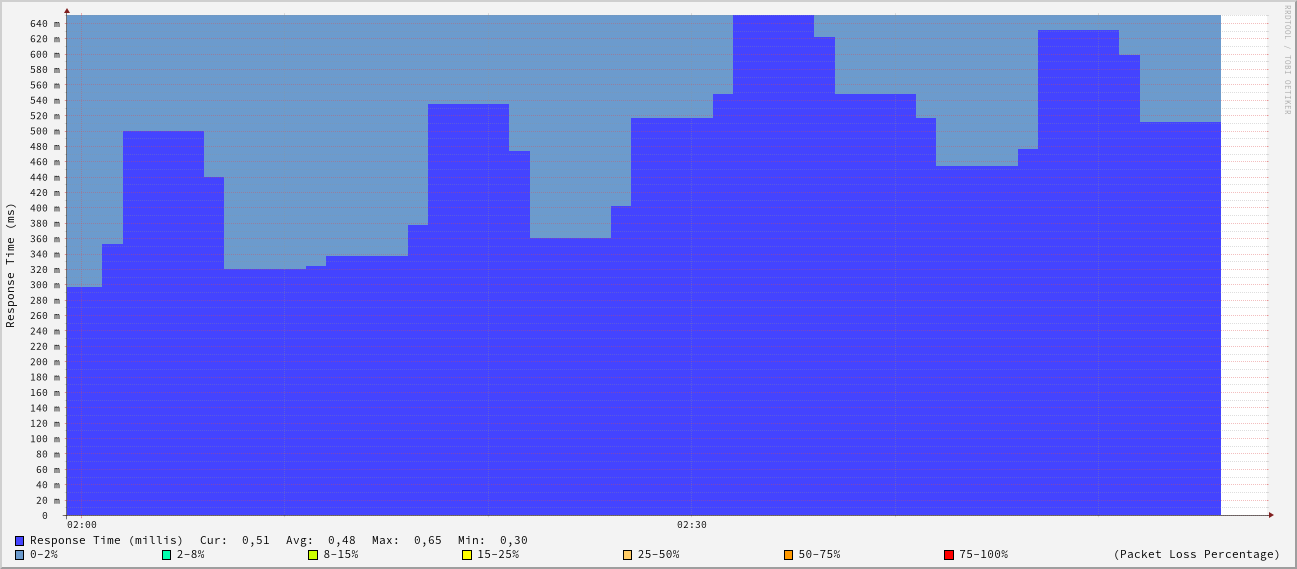 640 m
620 m
600 m
580 m
560 m
540 m
520 m
500 m
480 m
460 m
440 m
420 m
400 m
380 m
360 m
340 m
320 m
300 m
280 m
260 m
240 m
220 m
200 m
180 m
160 m
140 m
120 m
100 m
80 m
60 m
40 m
20 m
0
Response Time (ms)
RRDTOOL / TOBI OETIKER
02:00 02:30
Response Time (millis) Cur: 0,51 Avg: 0,48 Max: 0,65 Min: 0,30
0-2% 2-8% 8-15% 15-25% 25-50% 50-75% 75-100% (Packet Loss Percentage)